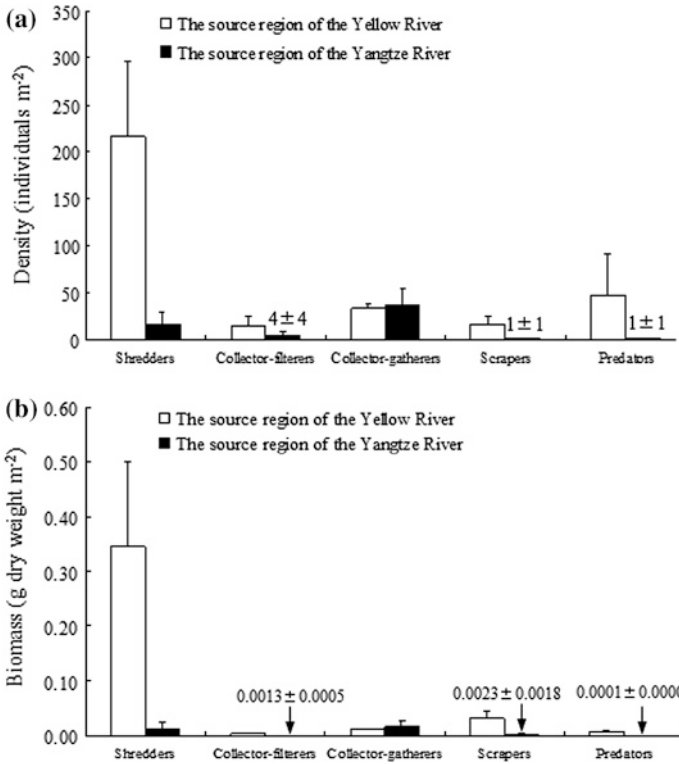 (a)
350
300
250
200
150
100
50
0
Density (individuals m-2)
The source region of the Yellow River
The source region of the Yangtze River
4±4
1±1
1±1
Shredders Collector-filterers Collector-gatherers Scrapers Predators
(b)
0.60
0.50
0.40
0.30
0.20
0.10
0.00
Biomass (g dry weight m-2)
The source region of the Yellow River
The source region of the Yangtze River
0.0013±0.0005
0.0023±0.0018
0.0001±0.0000
Shredders Collector-filterers Collector-gatherers Scrapers Predators